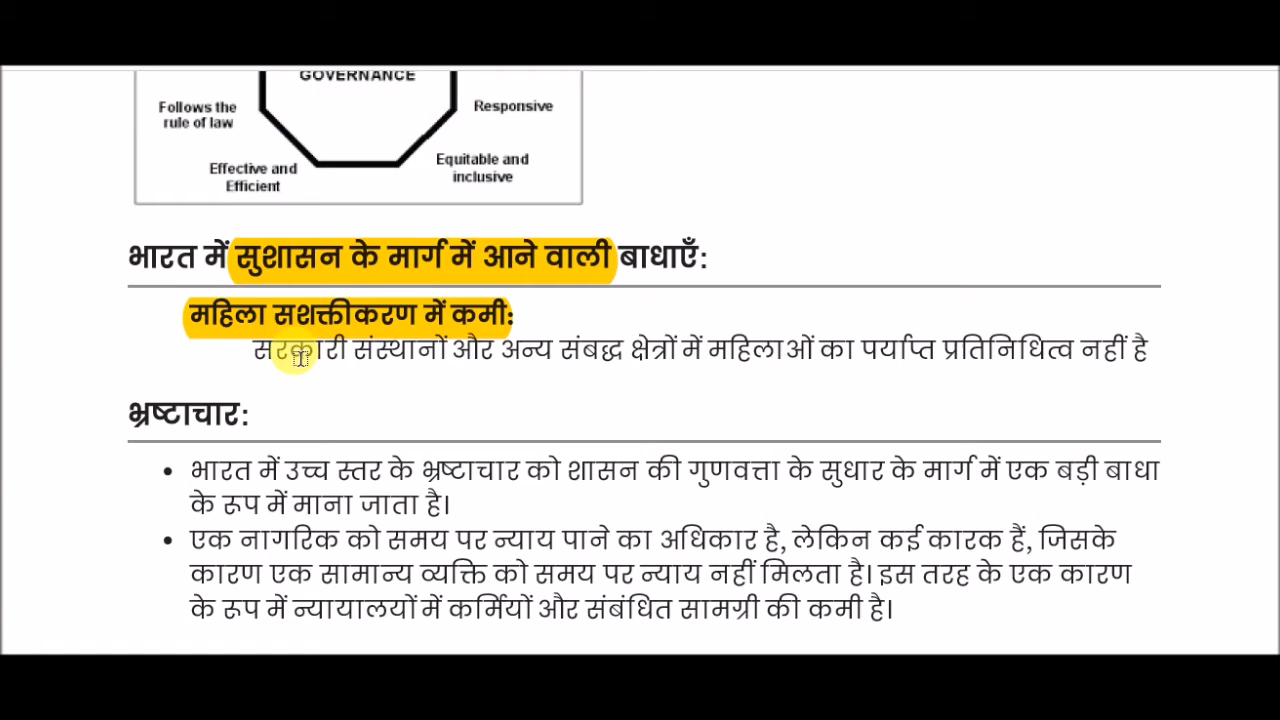 GOVERNANCE
Follows the
rule of law
Responsive
Effective and
Efficient
Equitable and
inclusive
भारत में सुशासन के मार्ग में आने वाली बाधाएँ:
महिला सशक्तीकरण में कमी:
सरकारी संस्थानों और अन्य संबद्ध क्षेत्रों में महिलाओं का पर्याप्त प्रतिनिधित्व नहीं है
भ्रष्टाचार:
• भारत में उच्च स्तर के भ्रष्टाचार को शासन की गुणवत्ता के सुधार के मार्ग में एक बड़ी बाधा
के रूप में माना जाता है।
• एक नागरिक को समय पर न्याय पाने का अधिकार है, लेकिन कई कारक हैं, जिसके
कारण एक सामान्य व्यक्ति को समय पर न्याय नहीं मिलता है। इस तरह के एक कारण
के रूप में न्यायालयों में कर्मियों और संबंधित सामग्री की कमी है।